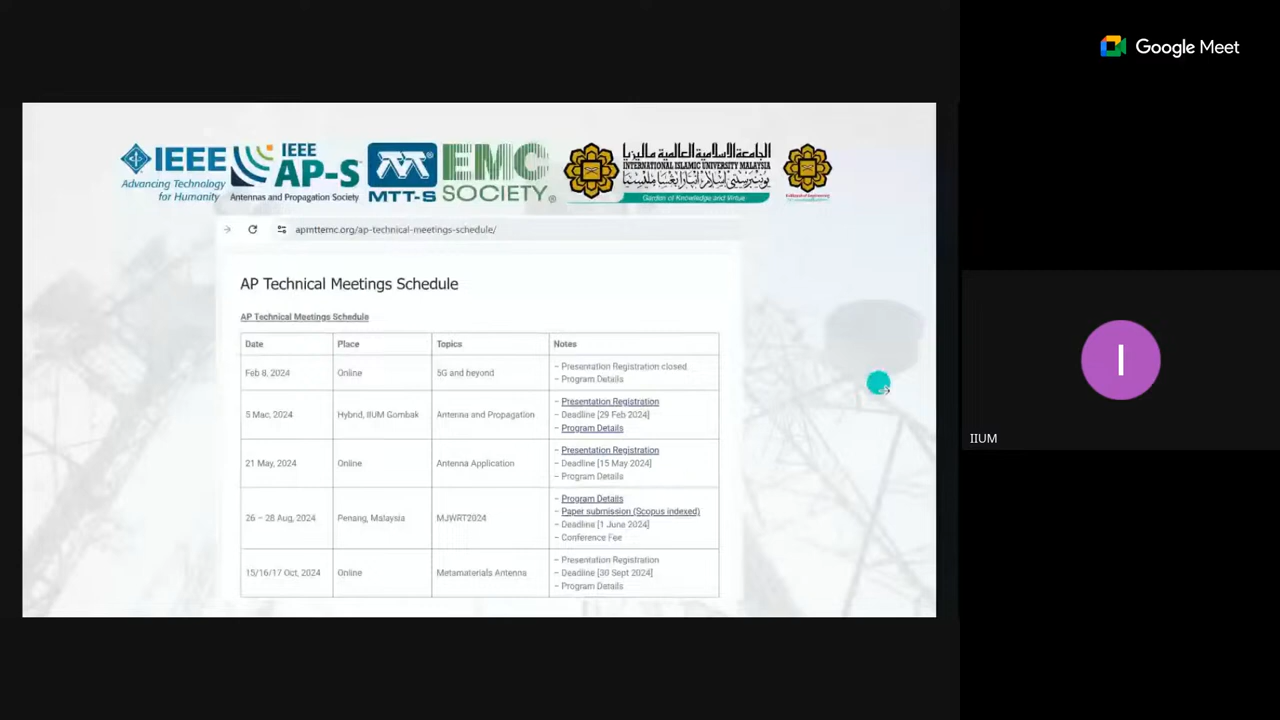 Google Meet
IEEE
Advancing Technology
for Humanity
IEEE
AP-S
Antennas and Propagation Society
MTT-S
EMC
SOCIETY
الجامعة الإسلامية العالمية ماليزيا
INTERNATIONAL ISLAMIC UNIVERSITY MALAYSIA
Garden of Knowledge and Virtue
apmttemc.org/ap-technical-meetings-schedule/
AP Technical Meetings Schedule
AP Technical Meetings Schedule
Date Place Topics Notes
Feb 8, 2024 Online 5G and beyond – Presentation Registration closed
– Program Details
5 Mac, 2024 Hybrid, IIUM Gombak Antenna and Propagation – Presentation Registration
– Deadline [29 Feb 2024]
– Program Details
21 May, 2024 Online Antenna Application – Presentation Registration
– Deadline [15 May 2024]
– Program Details
26 – 28 Aug, 2024 Penang, Malaysia MJWRT2024 – Program Details
– Paper submission (Scopus indexed)
– Deadline [1 June 2024]
– Conference Fee
15/16/17 Oct, 2024 Online Metamaterials Antenna – Presentation Registration
– Deadline [30 Sept 2024]
– Program Details
I
IIUM